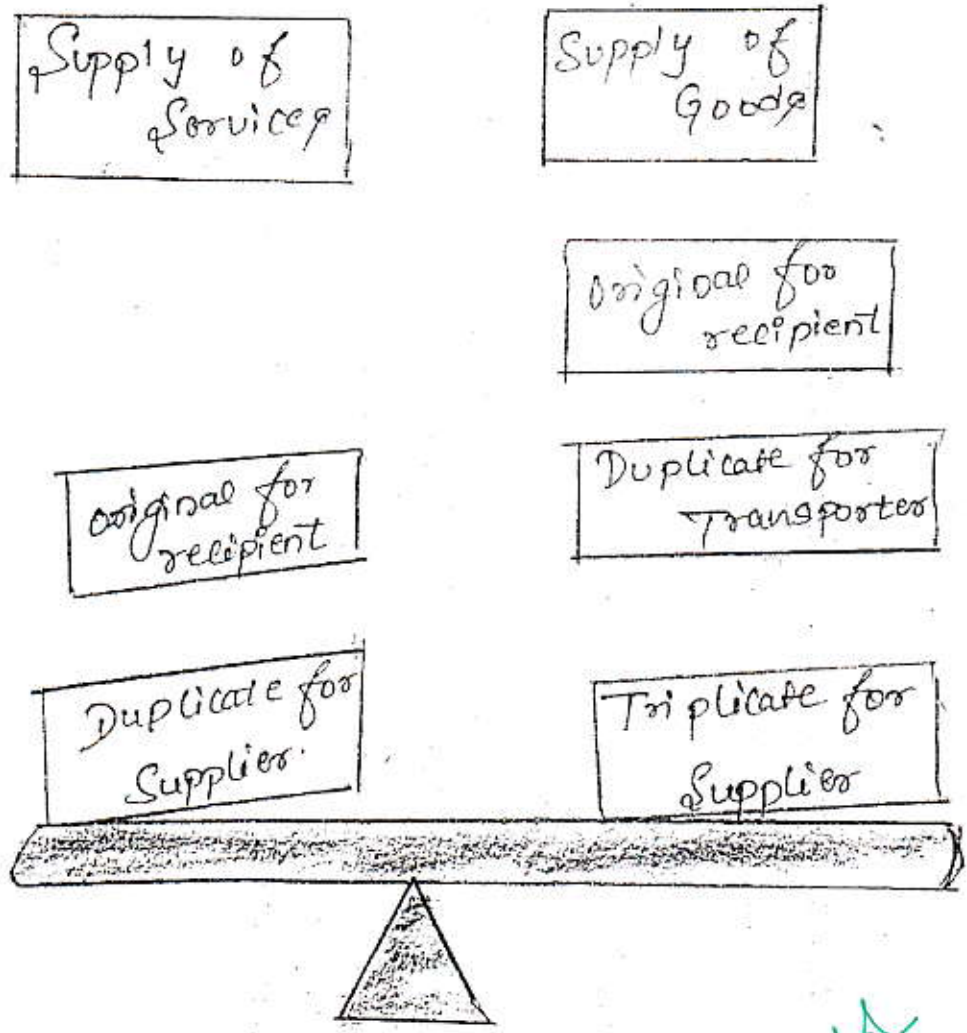 Supply of
Services
Supply of
Goods
Original for
recipient
Duplicate for
Transporter
Original for
recipient
Duplicate for
Supplier.
Triplicate for
Supplier